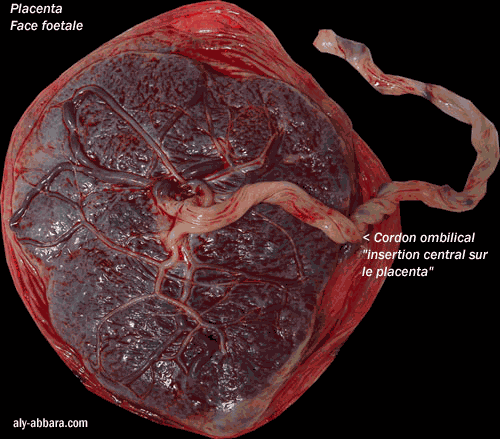 Placenta
Face foetale
< Cordon ombilical
"insertion central sur
le placenta"
aly-abbara.com